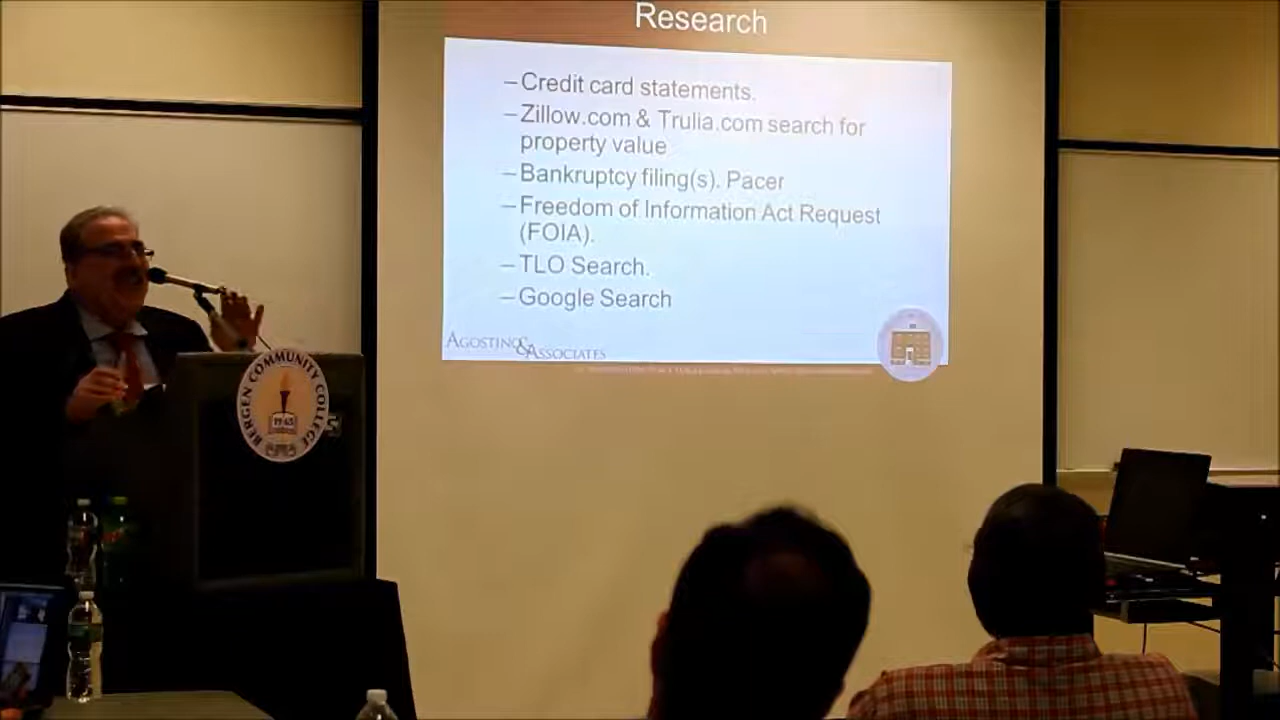 Research
–Credit card statements.
–Zillow.com & Trulia.com search for
property value
–Bankruptcy filing(s). Pacer
–Freedom of Information Act Request
(FOIA).
–TLO Search.
–Google Search
AGOSTINO & ASSOCIATES
BERGEN COMMUNITY COLLEGE
1965